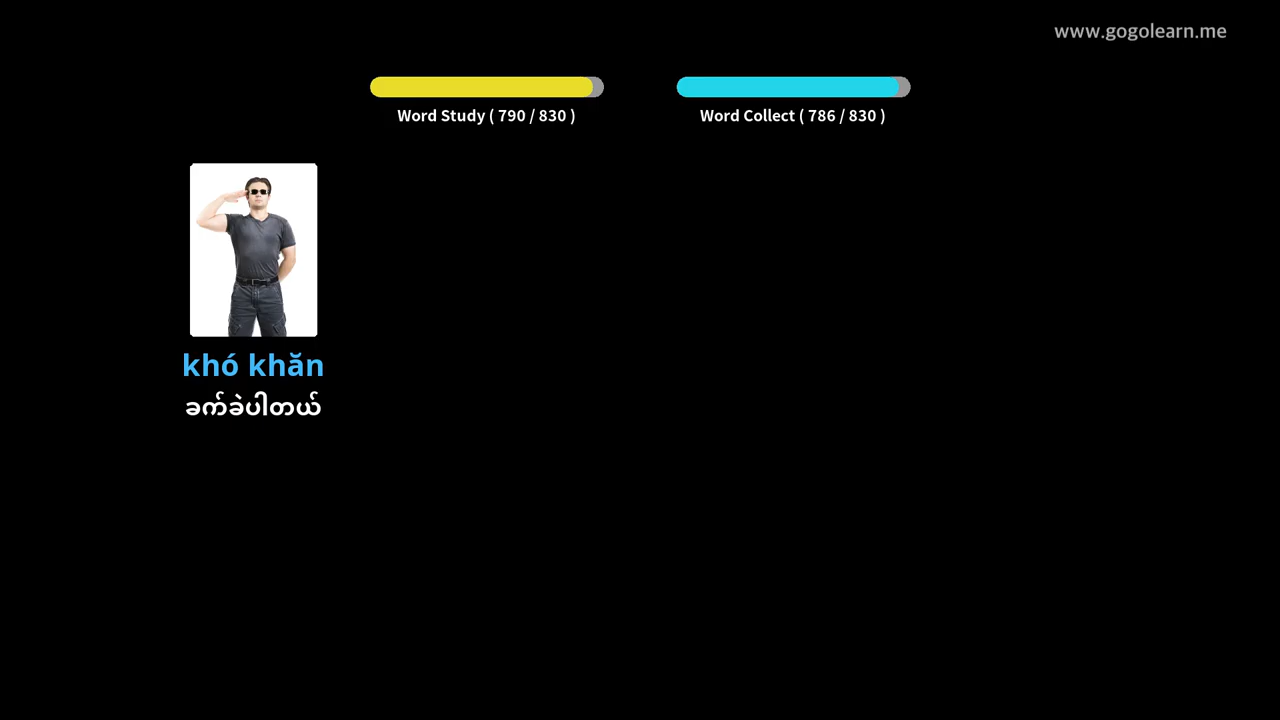 www.gogolearn.me
Word Study ( 790 / 830 )
Word Collect ( 786 / 830 )
khó khăn
ခက်ခဲပါတယ်